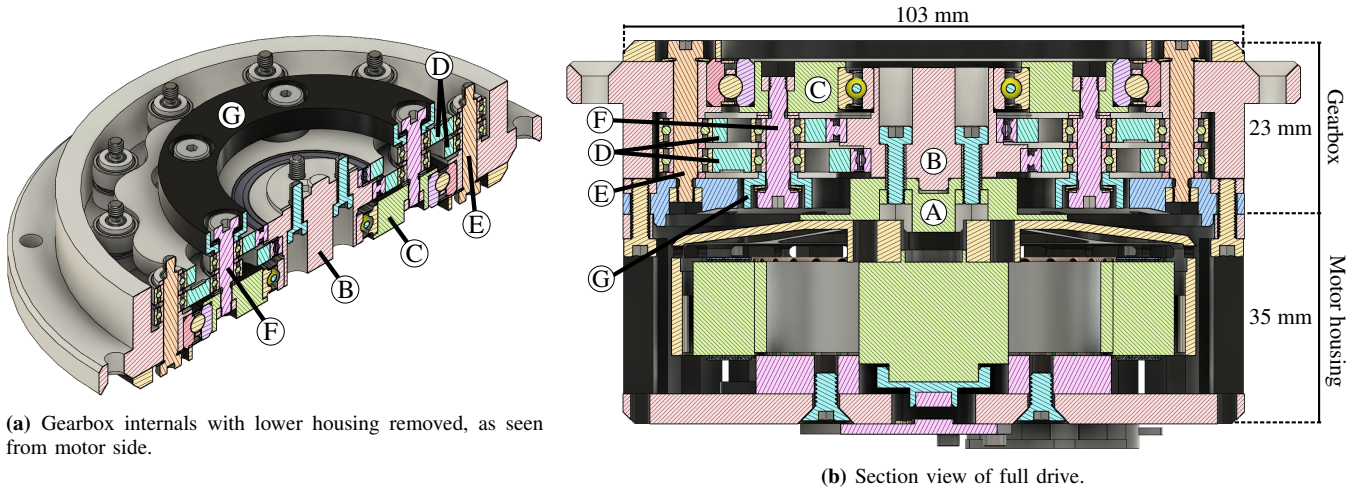 G
D
E
C
B
F
(a) Gearbox internals with lower housing removed, as seen
from motor side.
103 mm
C
F
D
B
E
A
G
Gearbox
23 mm
Motor housing
35 mm
(b) Section view of full drive.